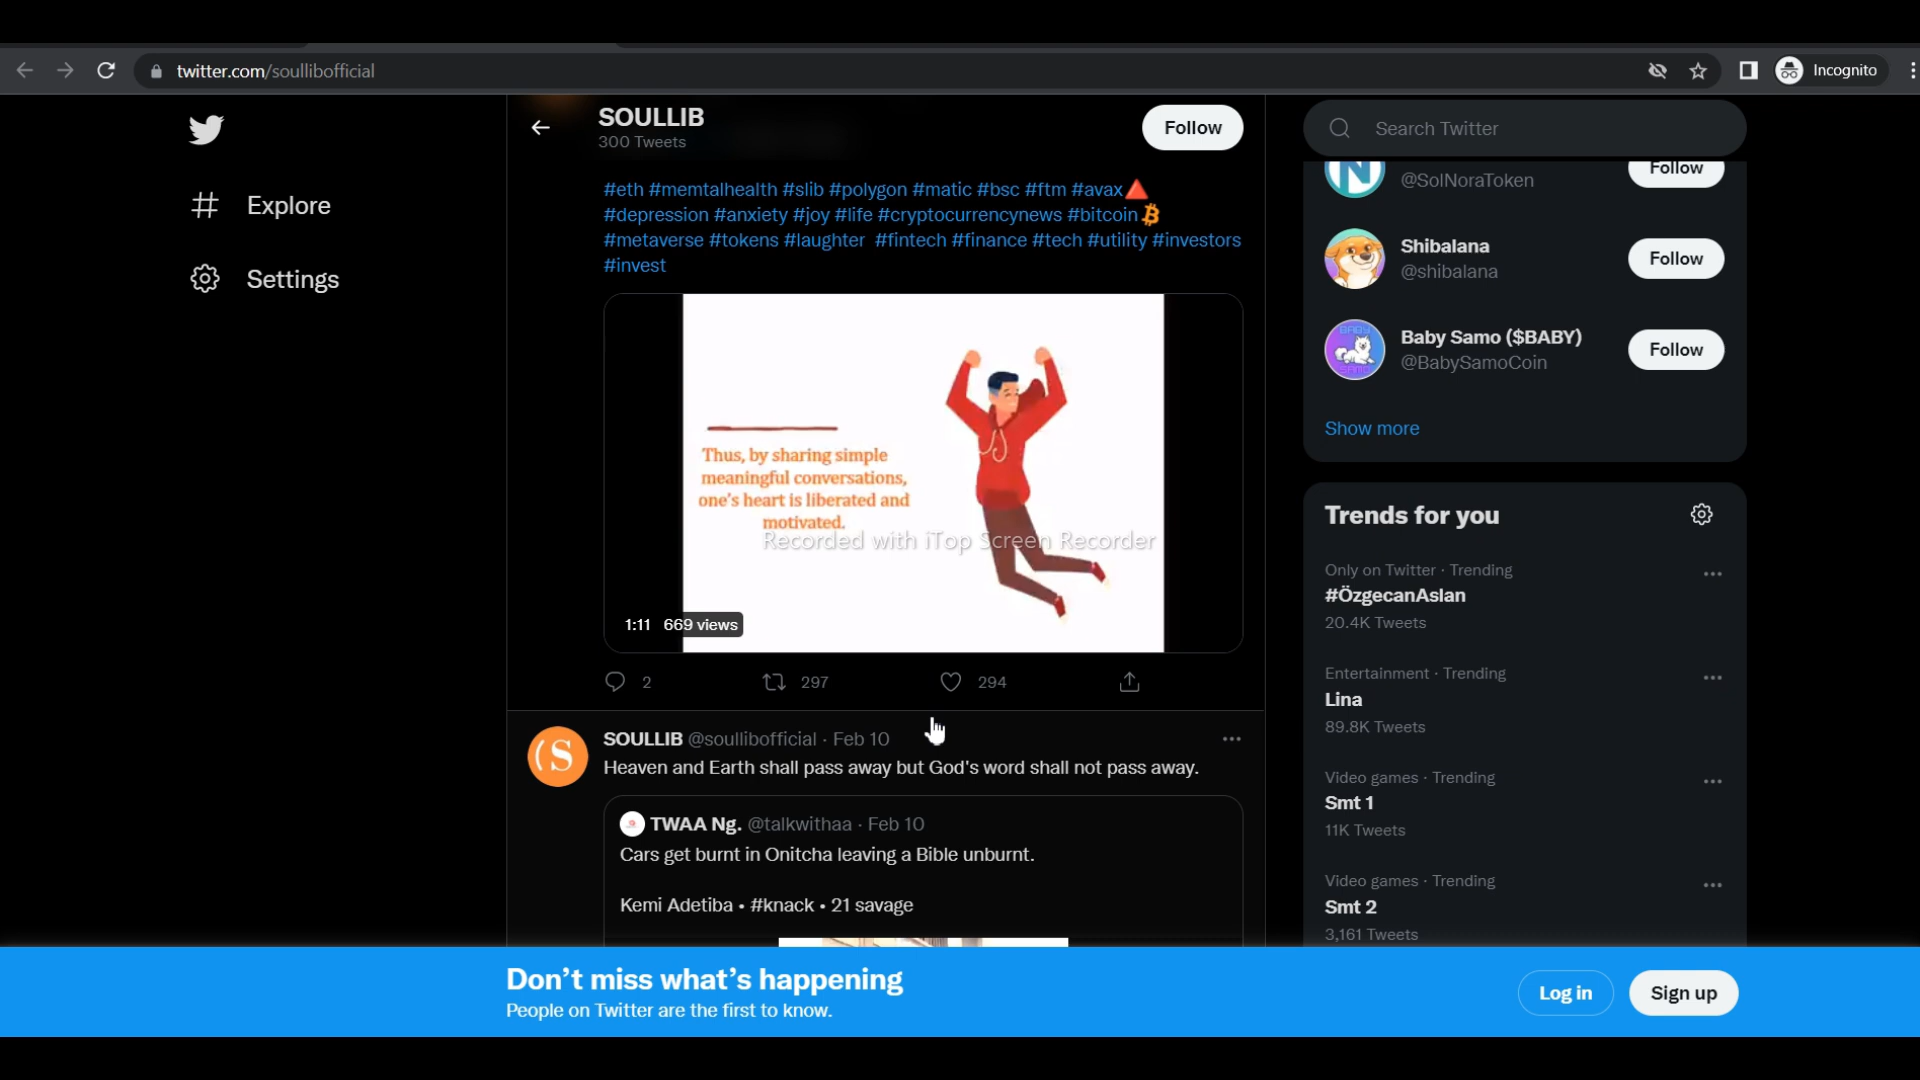 twitter.com/soullibofficial
Incognito
Explore
Settings
SOULLIB
300 Tweets
Follow
#eth #memtalhealth #slib #polygon #matic #bsc #ftm #avax
#depression #anxiety #joy #life #cryptocurrencynews #bitcoin
#metaverse #tokens #laughter #fintech #finance #tech #utility #investors
#invest
Thus, by sharing simple
meaningful conversations,
one's heart is liberated and
motivated.
Recorded with iTop Screen Recorder
1:11 669 views
2 297 294
SOULLIB @soullibofficial · Feb 10
Heaven and Earth shall pass away but God's word shall not pass away.
TWAA Ng. @talkwithaa · Feb 10
Cars get burnt in Onitcha leaving a Bible unburnt.
Kemi Adetiba • #knack • 21 savage
Search Twitter
@SolNoraToken
Follow
Shibalana
@shibalana
Follow
Baby Samo ($BABY)
@BabySamoCoin
Follow
Show more
Trends for you
Only on Twitter · Trending
#ÖzgecanAslan
20.4K Tweets
Entertainment · Trending
Lina
89.8K Tweets
Video games · Trending
Smt 1
11K Tweets
Video games · Trending
Smt 2
3,161 Tweets
Don't miss what's happening
People on Twitter are the first to know.
Log in
Sign up